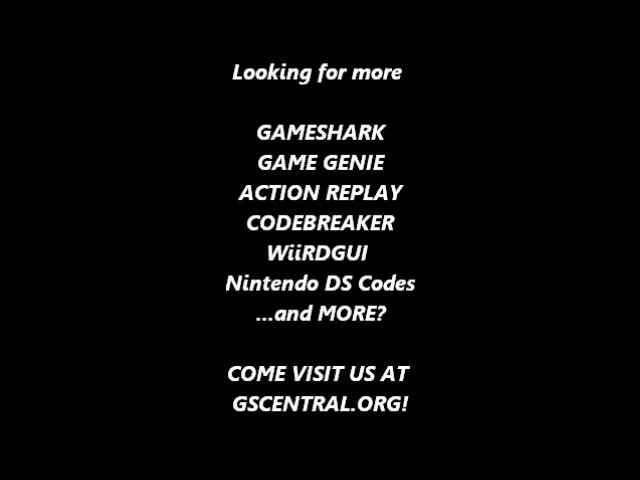 Looking for more
GAMESHARK
GAME GENIE
ACTION REPLAY
CODEBREAKER
WiiRDGUI
Nintendo DS Codes
...and MORE?
COME VISIT US AT
GSCENTRAL.ORG!